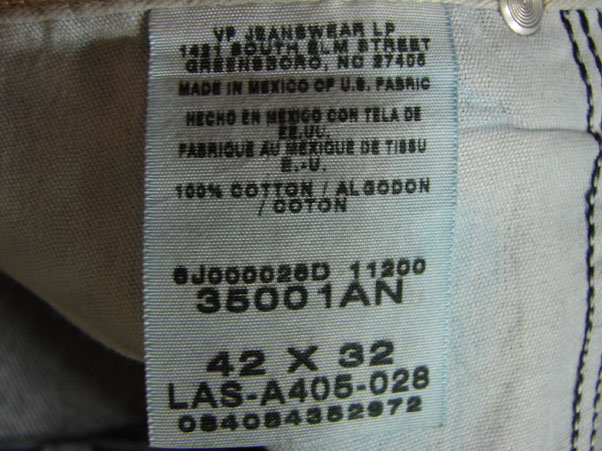 VF JEANSWEAR LP
1421 SOUTH ELM STREET
GREENSBORO, NC 27406
MADE IN MEXICO OF U.S. FABRIC
HECHO EN MEXICO CON TELA DE
EE.UU.
FABRIQUE AU MEXIQUE DE TISSU
E.-U.
100% COTTON / ALGODON
/ COTON
6J000028D 11200
35001AN
42 X 32
LAS-A405-028
084084352972